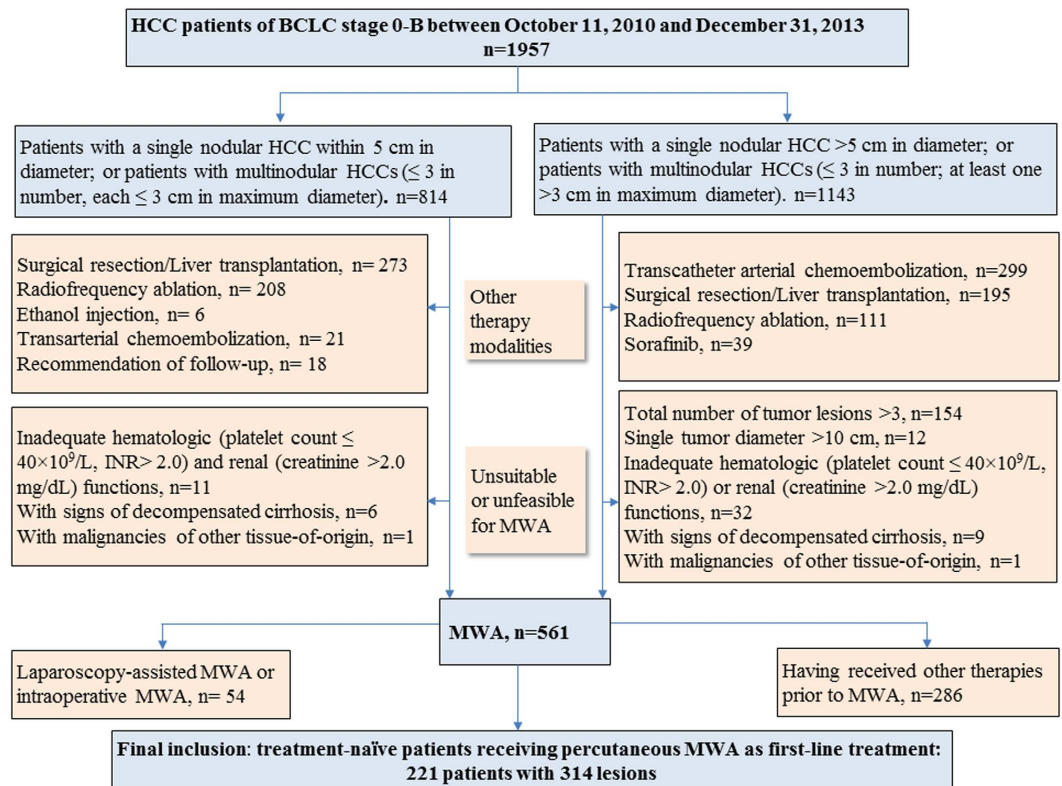 HCC patients of BCLC stage 0-B between October 11, 2010 and December 31, 2013
n=1957
Patients with a single nodular HCC within 5 cm in
diameter; or patients with multinodular HCCs (≤ 3 in
number, each ≤ 3 cm in maximum diameter). n=814
Patients with a single nodular HCC >5 cm in diameter; or
patients with multinodular HCCs (≤ 3 in number; at least one
>3 cm in maximum diameter). n=1143
Surgical resection/Liver transplantation, n= 273
Radiofrequency ablation, n= 208
Ethanol injection, n= 6
Transarterial chemoembolization, n= 21
Recommendation of follow-up, n= 18
Other
therapy
modalities
Transcatheter arterial chemoembolization, n=299
Surgical resection/Liver transplantation, n=195
Radiofrequency ablation, n=111
Sorafinib, n=39
Inadequate hematologic (platelet count ≤
40×10⁹/L, INR> 2.0) and renal (creatinine >2.0
mg/dL) functions, n=11
With signs of decompensated cirrhosis, n=6
With malignancies of other tissue-of-origin, n=1
Unsuitable
or unfeasible
for MWA
Total number of tumor lesions >3, n=154
Single tumor diameter >10 cm, n=12
Inadequate hematologic (platelet count ≤ 40×10⁹/L,
INR> 2.0) or renal (creatinine >2.0 mg/dL)
functions, n=32
With signs of decompensated cirrhosis, n=9
With malignancies of other tissue-of-origin, n=1
MWA, n=561
Laparoscopy-assisted MWA or
intraoperative MWA, n= 54
Having received other therapies
prior to MWA, n=286
Final inclusion: treatment-naïve patients receiving percutaneous MWA as first-line treatment:
221 patients with 314 lesions